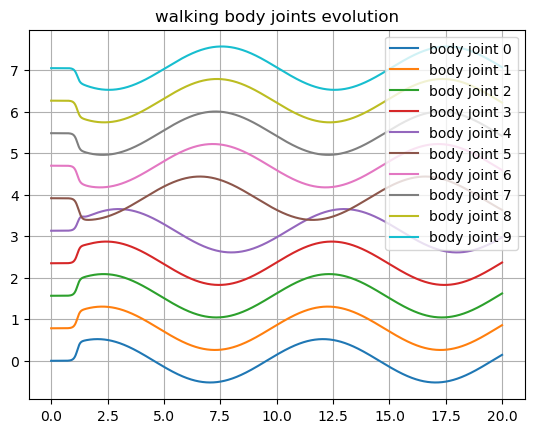 walking body joints evolution
body joint 0
body joint 1
body joint 2
body joint 3
body joint 4
body joint 5
body joint 6
body joint 7
body joint 8
body joint 9
7
6
5
4
3
2
1
0
0.0 2.5 5.0 7.5 10.0 12.5 15.0 17.5 20.0